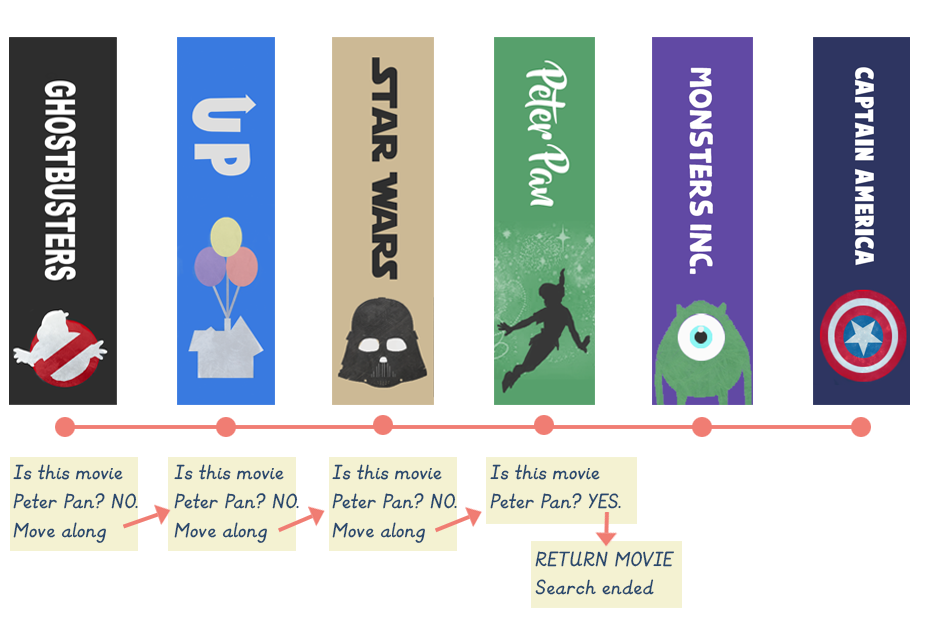 GHOSTBUSTERS
UP
STAR WARS
Peter Pan
MONSTERS INC.
CAPTAIN AMERICA
Is this movie
Peter Pan? NO.
Move along
Is this movie
Peter Pan? NO.
Move along
Is this movie
Peter Pan? NO.
Move along
Is this movie
Peter Pan? YES.
RETURN MOVIE
Search ended